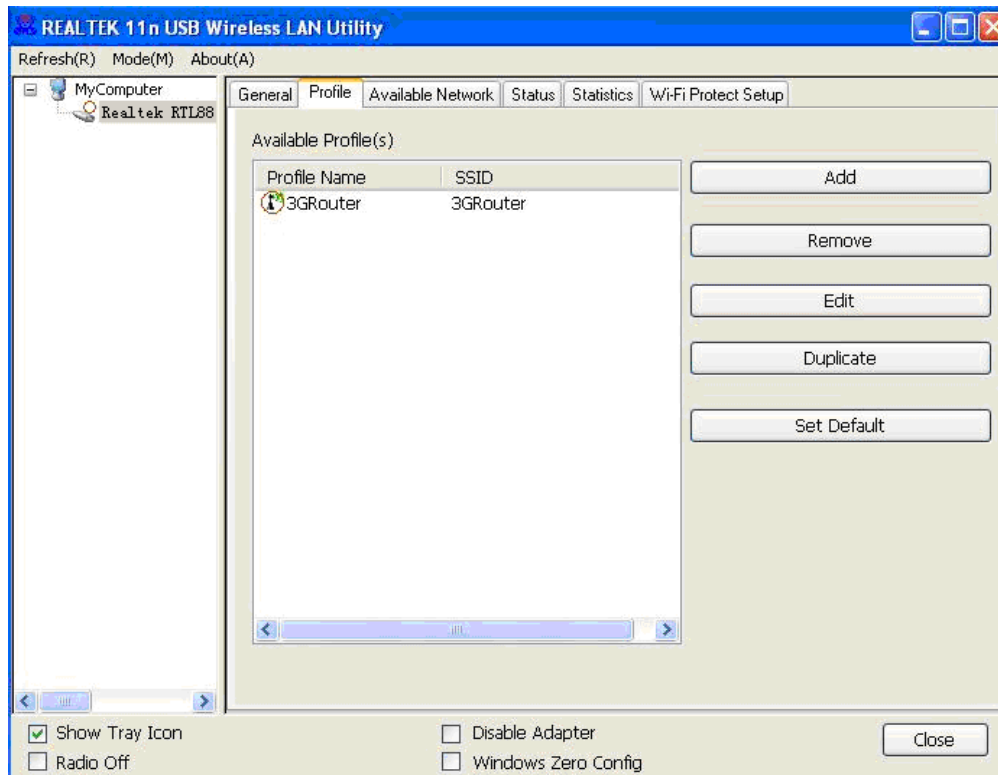 REALTEK 11n USB Wireless LAN Utility
Refresh(R) Mode(M) About(A)
MyComputer
Realtek RTL88
General Profile Available Network Status Statistics Wi-Fi Protect Setup
Available Profile(s)
Profile Name SSID
3GRouter 3GRouter
Add
Remove
Edit
Duplicate
Set Default
Show Tray Icon
Radio Off
Disable Adapter
Windows Zero Config
Close